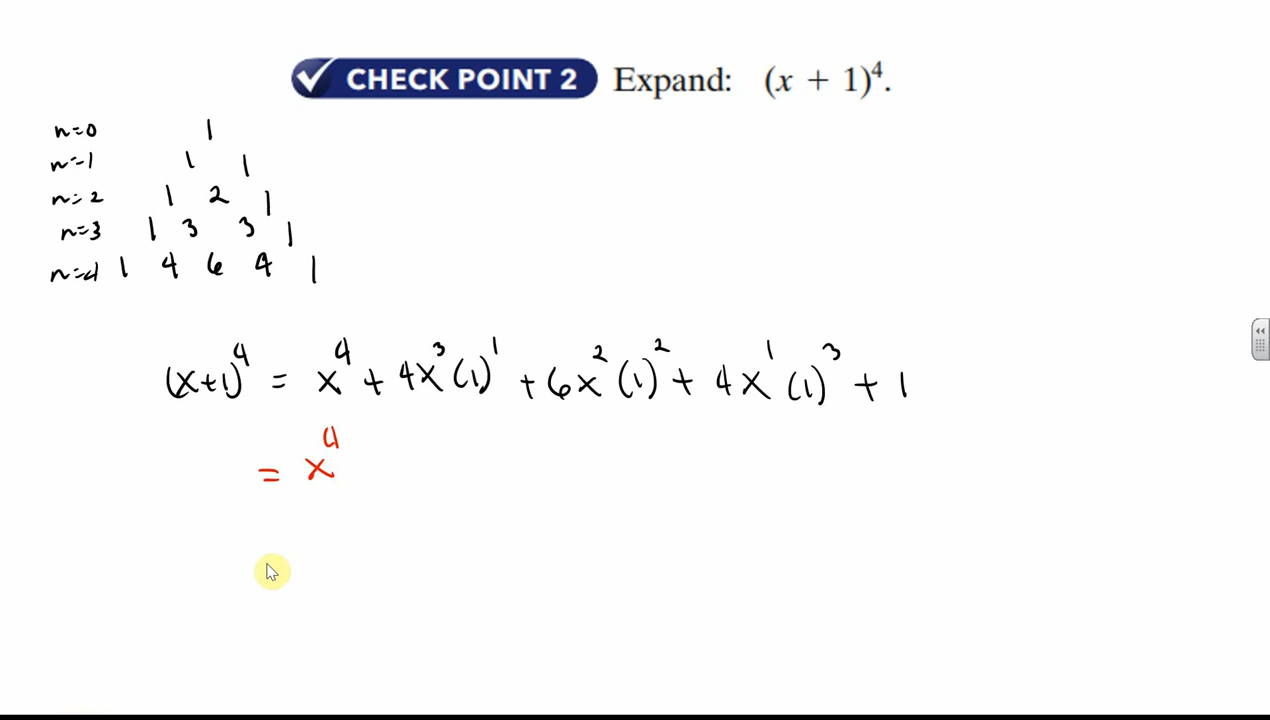 CHECK POINT 2 Expand: (x + 1)⁴.
n=0 1
n=1 1 1
n=2 1 2 1
n=3 1 3 3 1
n=4 1 4 6 4 1
(x+1)⁴ = x⁴ + 4x³(1)¹ + 6x²(1)² + 4x¹(1)³ + 1
= x⁴